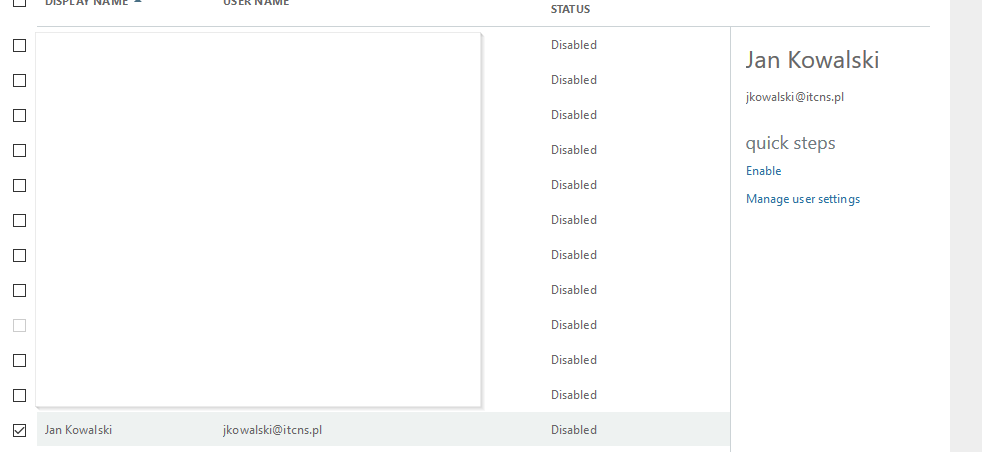 DISPLAY NAME USER NAME
STATUS
Disabled
Disabled
Disabled
Disabled
Disabled
Disabled
Disabled
Disabled
Disabled
Disabled
Disabled
Jan Kowalski jkowalski@itcns.pl Disabled
Jan Kowalski
jkowalski@itcns.pl
quick steps
Enable
Manage user settings